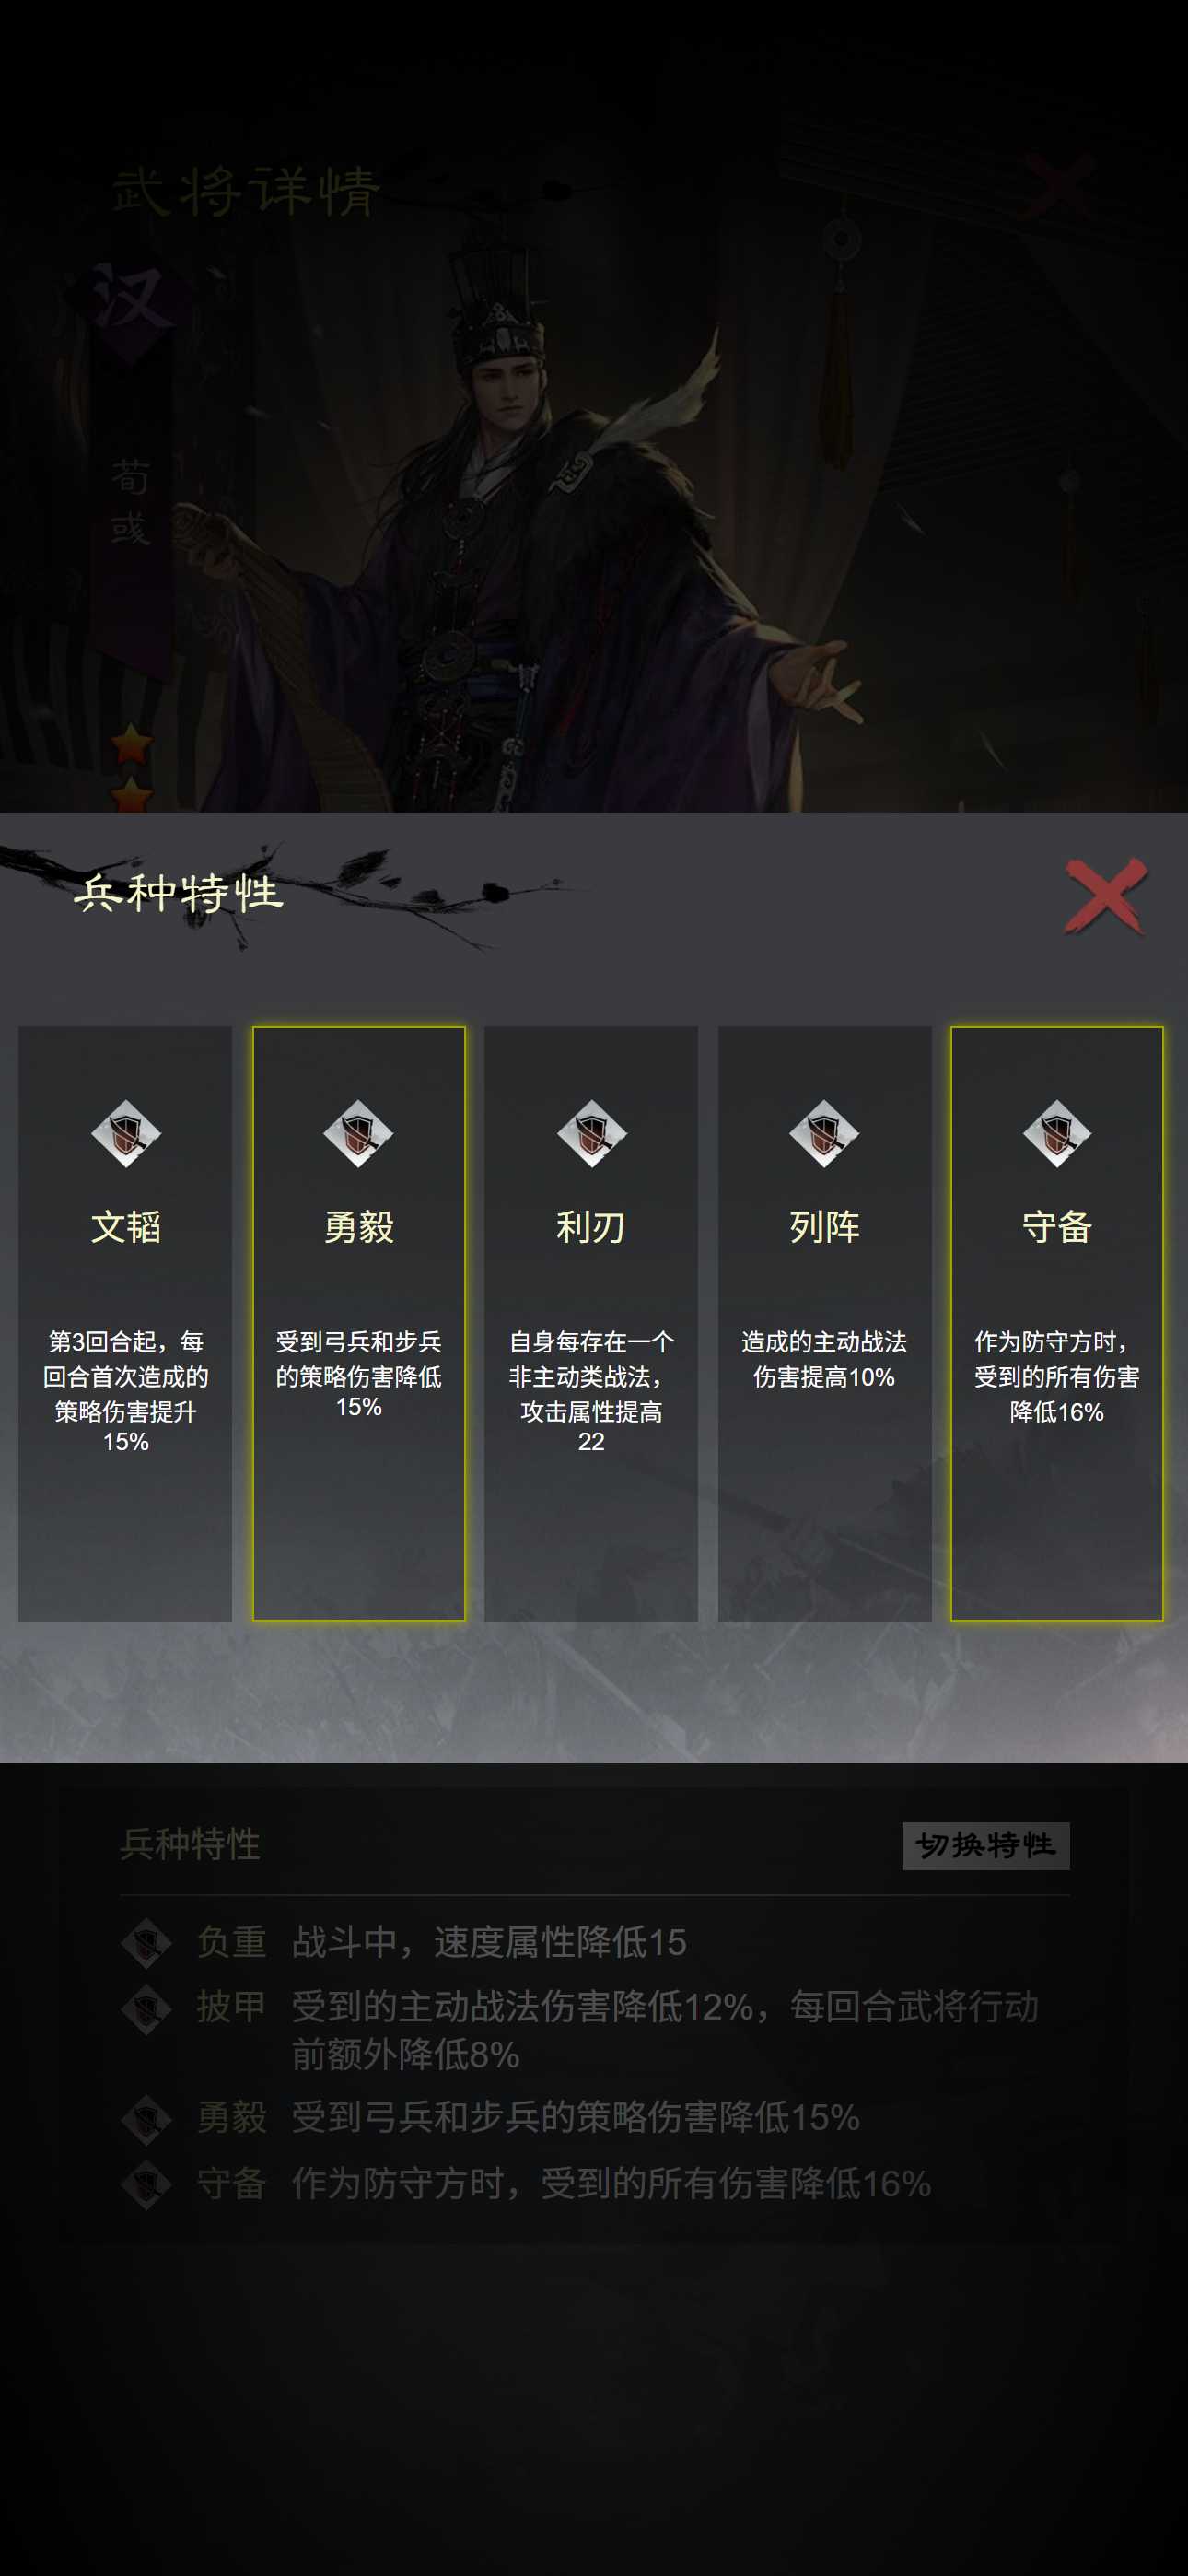 武将详情
汉
荀
彧
兵种特性
文韬
第3回合起，每
回合首次造成的
策略伤害提升
15%
勇毅
受到弓兵和步兵
的策略伤害降低
15%
利刃
自身每存在一个
非主动类战法，
攻击属性提高
22
列阵
造成的主动战法
伤害提高10%
守备
作为防守方时，
受到的所有伤害
降低16%
兵种特性
切换特性
负重 战斗中，速度属性降低15
披甲 受到的主动战法伤害降低12%，每回合武将行动
前额外降低8%
勇毅 受到弓兵和步兵的策略伤害降低15%
守备 作为防守方时，受到的所有伤害降低16%